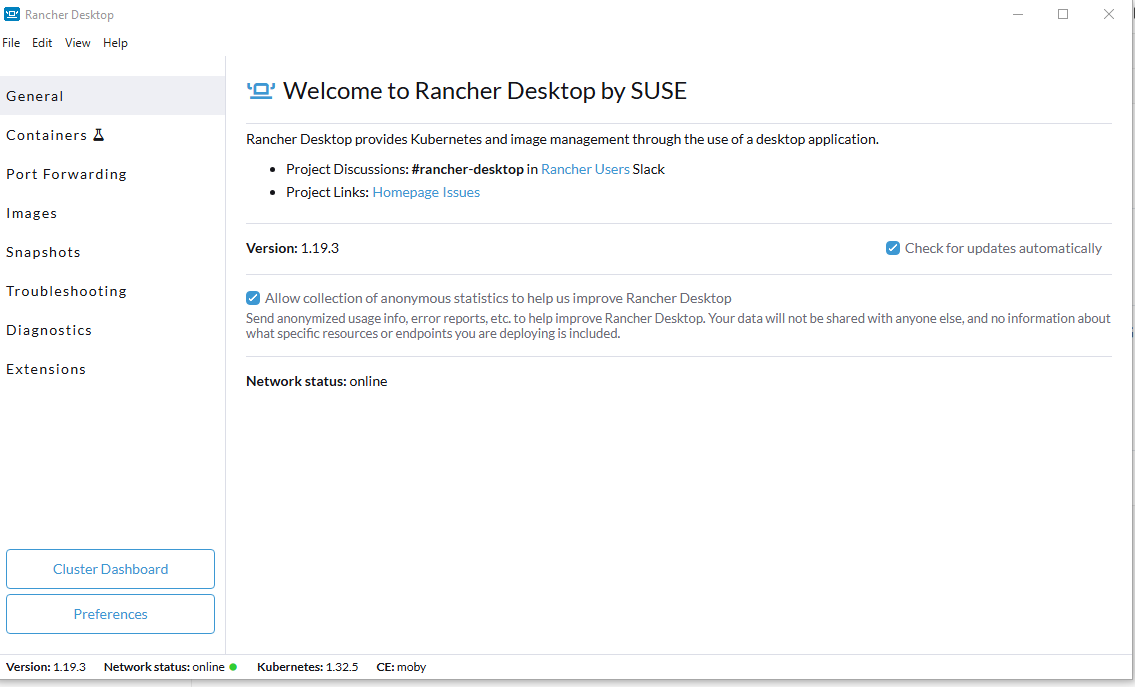 Rancher Desktop
File Edit View Help
General
Containers
Port Forwarding
Images
Snapshots
Troubleshooting
Diagnostics
Extensions
Cluster Dashboard
Preferences
Welcome to Rancher Desktop by SUSE
Rancher Desktop provides Kubernetes and image management through the use of a desktop application.
• Project Discussions: #rancher-desktop in Rancher Users Slack
• Project Links: Homepage Issues
Version: 1.19.3
Check for updates automatically
Allow collection of anonymous statistics to help us improve Rancher Desktop
Send anonymized usage info, error reports, etc. to help improve Rancher Desktop. Your data will not be shared with anyone else, and no information about
what specific resources or endpoints you are deploying is included.
Network status: online
Version: 1.19.3 Network status: online Kubernetes: 1.32.5 CE: moby